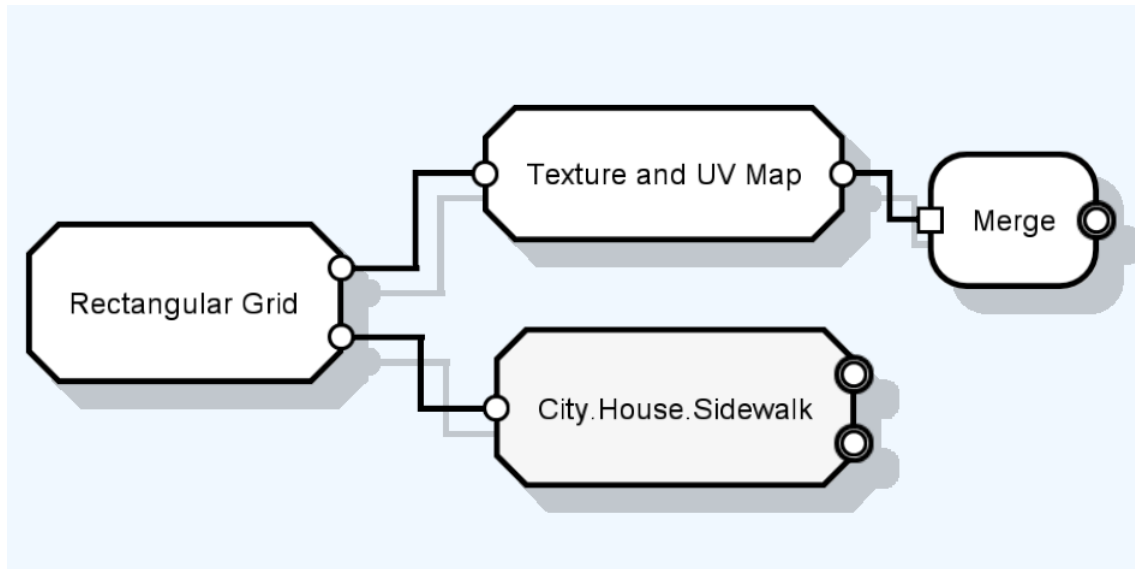 Texture and UV Map
Merge
Rectangular Grid
City.House.Sidewalk